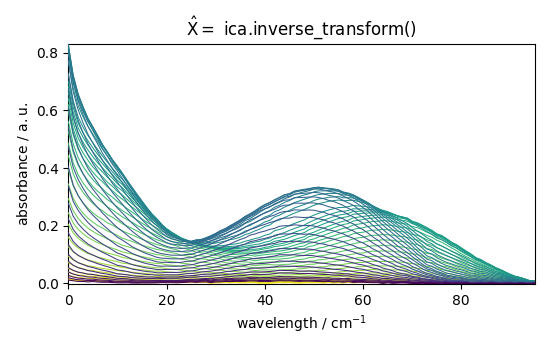 X̂ = ica.inverse_transform()
absorbance / a. u.
0.8
0.6
0.4
0.2
0.0
0 20 40 60 80
wavelength / cm⁻¹